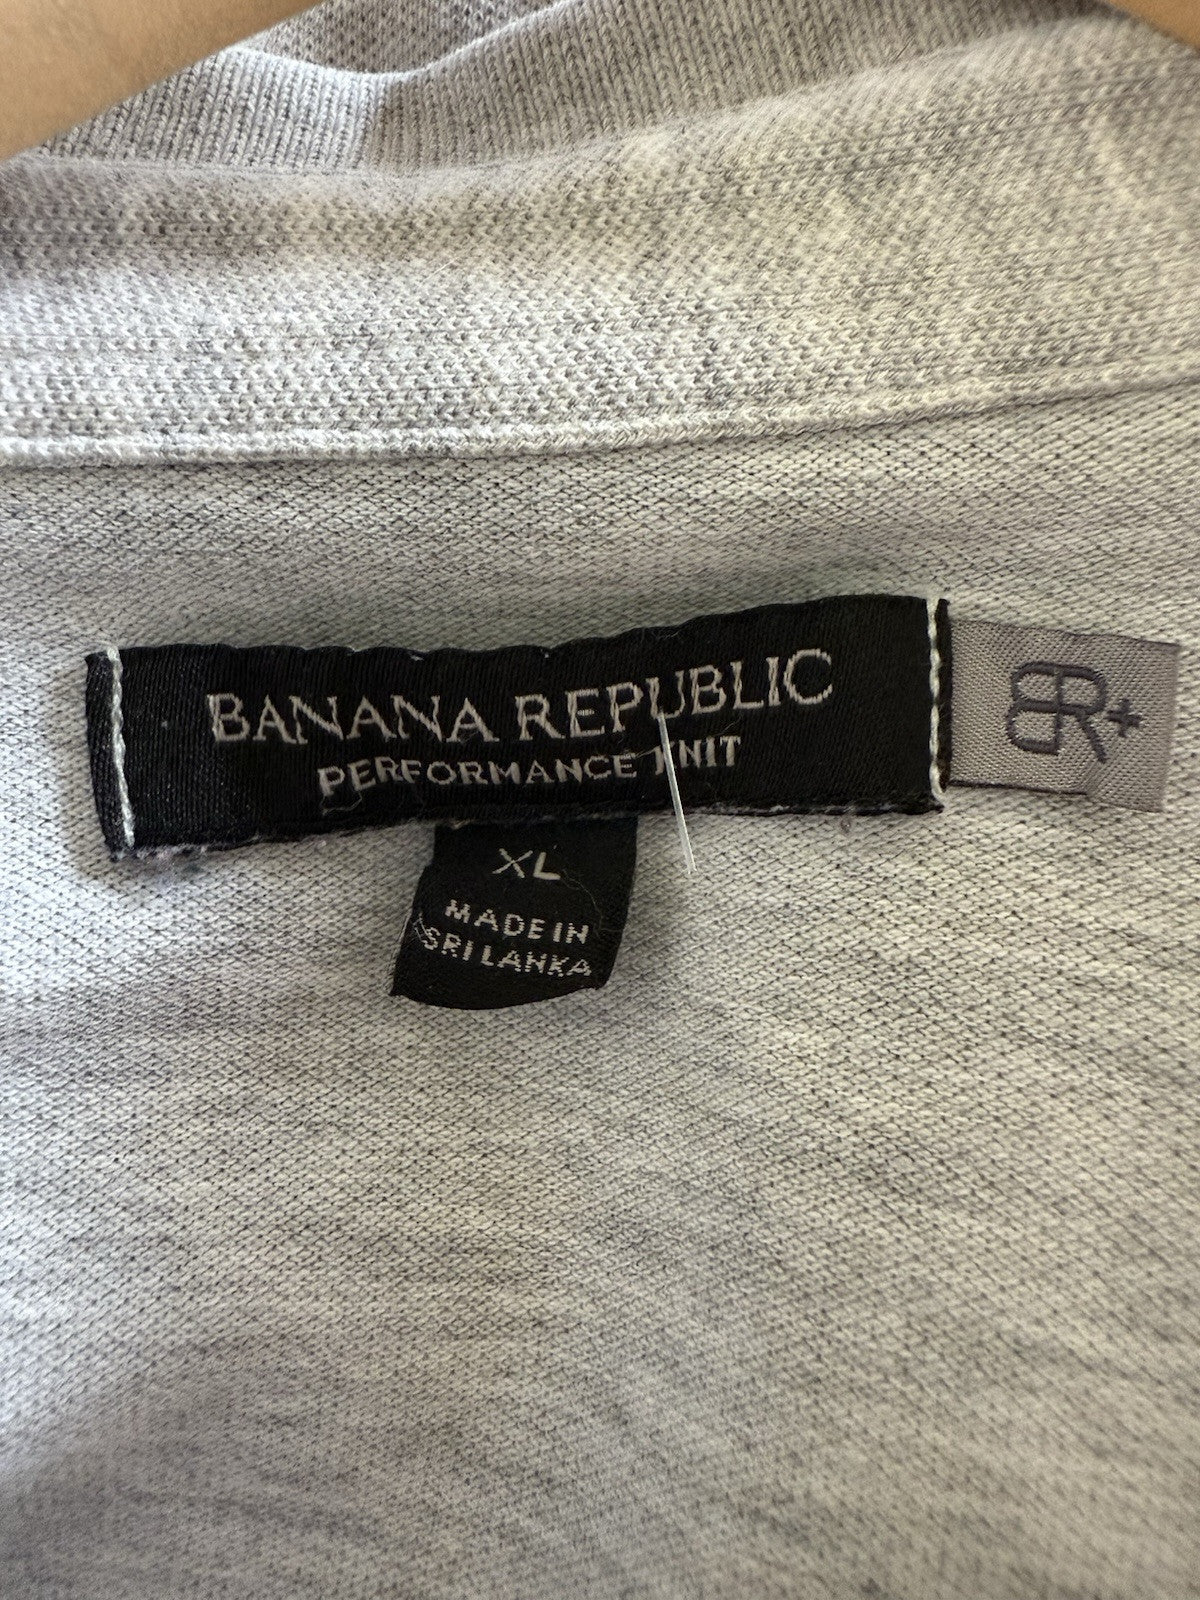 BANANA REPUBLIC
PERFORMANCE KNIT
BR+
XL
MADE IN
SRI LANKA